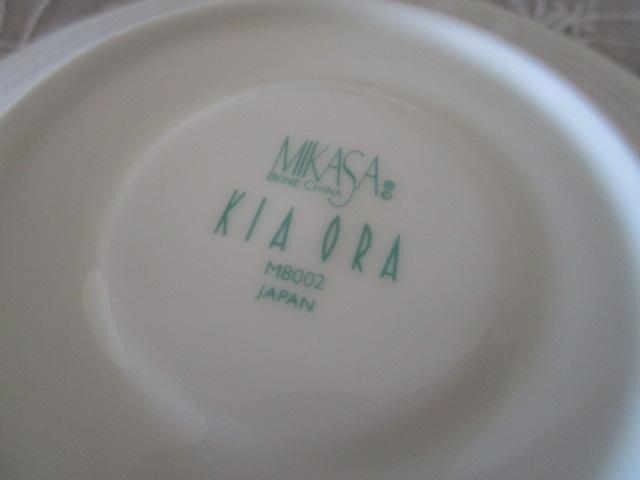 MIKASA
BONE CHINA
KIA ORA
M8002
JAPAN